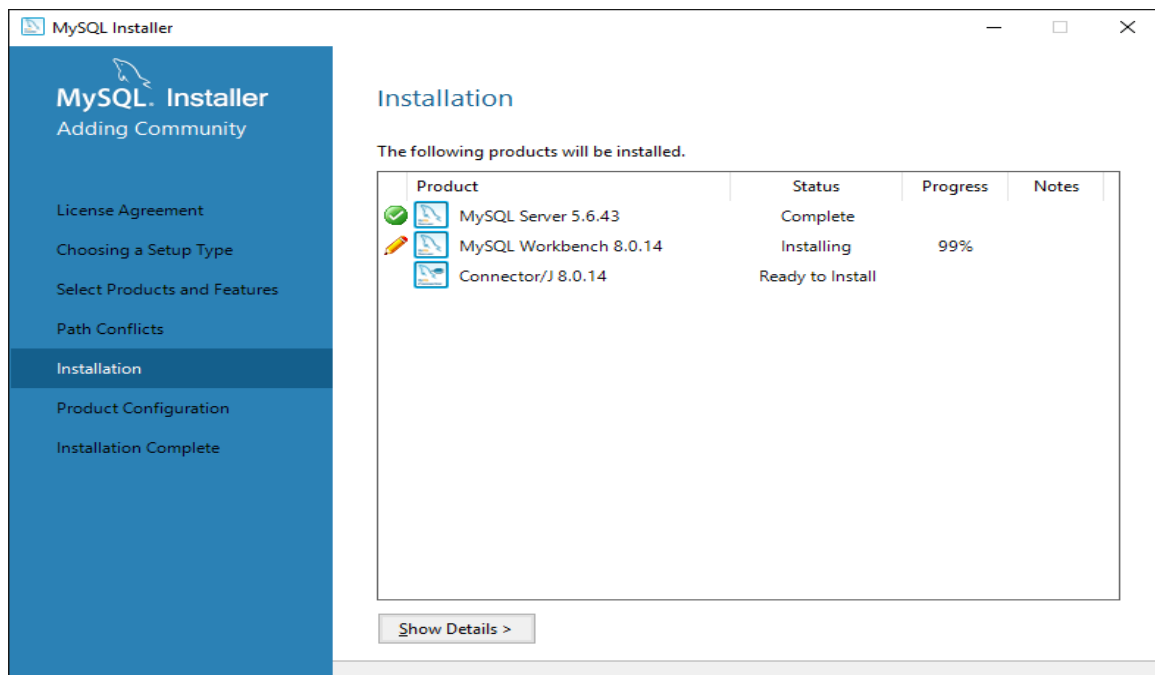 MySQL Installer
MySQL. Installer
Adding Community
License Agreement
Choosing a Setup Type
Select Products and Features
Path Conflicts
Installation
Product Configuration
Installation Complete
Installation
The following products will be installed.
Product Status Progress Notes
MySQL Server 5.6.43 Complete
MySQL Workbench 8.0.14 Installing 99%
Connector/J 8.0.14 Ready to Install
Show Details >